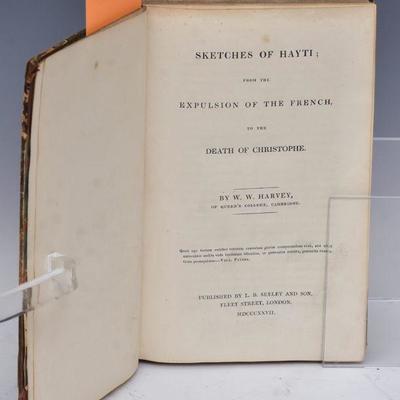 SKETCHES OF HAYTI;
FROM THE
EXPULSION OF THE FRENCH,
TO THE
DEATH OF CHRISTOPHE.
BY W. W. HARVEY,
OF QUEEN'S COLLEGE, CAMBRIDGE.
PUBLISHED BY L. B. SEELEY AND SON,
FLEET STREET, LONDON.
MDCCCXXVII.